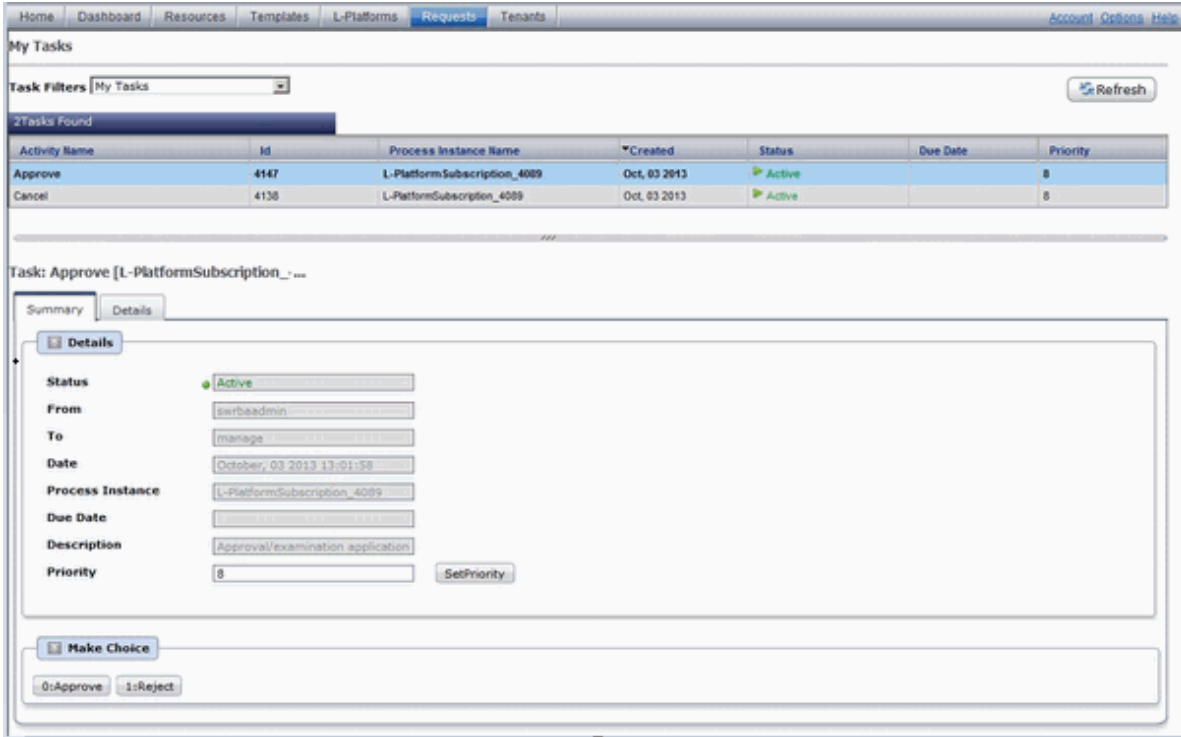 Home Dashboard Resources Templates L-Platforms Requests Tenants Account Options Help
My Tasks
Task Filters My Tasks Refresh
2Tasks Found
Activity Name Id Process Instance Name Created Status Due Date Priority
Approve 4147 L-PlatformSubscription_4089 Oct, 03 2013 Active 8
Cancel 4138 L-PlatformSubscription_4089 Oct, 03 2013 Active 8
Task: Approve [L-PlatformSubscription_-...
Summary Details
Details
Status Active
From swrbaadmin
To manage
Date October, 03 2013 13:01:58
Process Instance L-PlatformSubscription_4089
Due Date
Description Approval/examination application
Priority 8 SetPriority
Make Choice
0:Approve 1:Reject